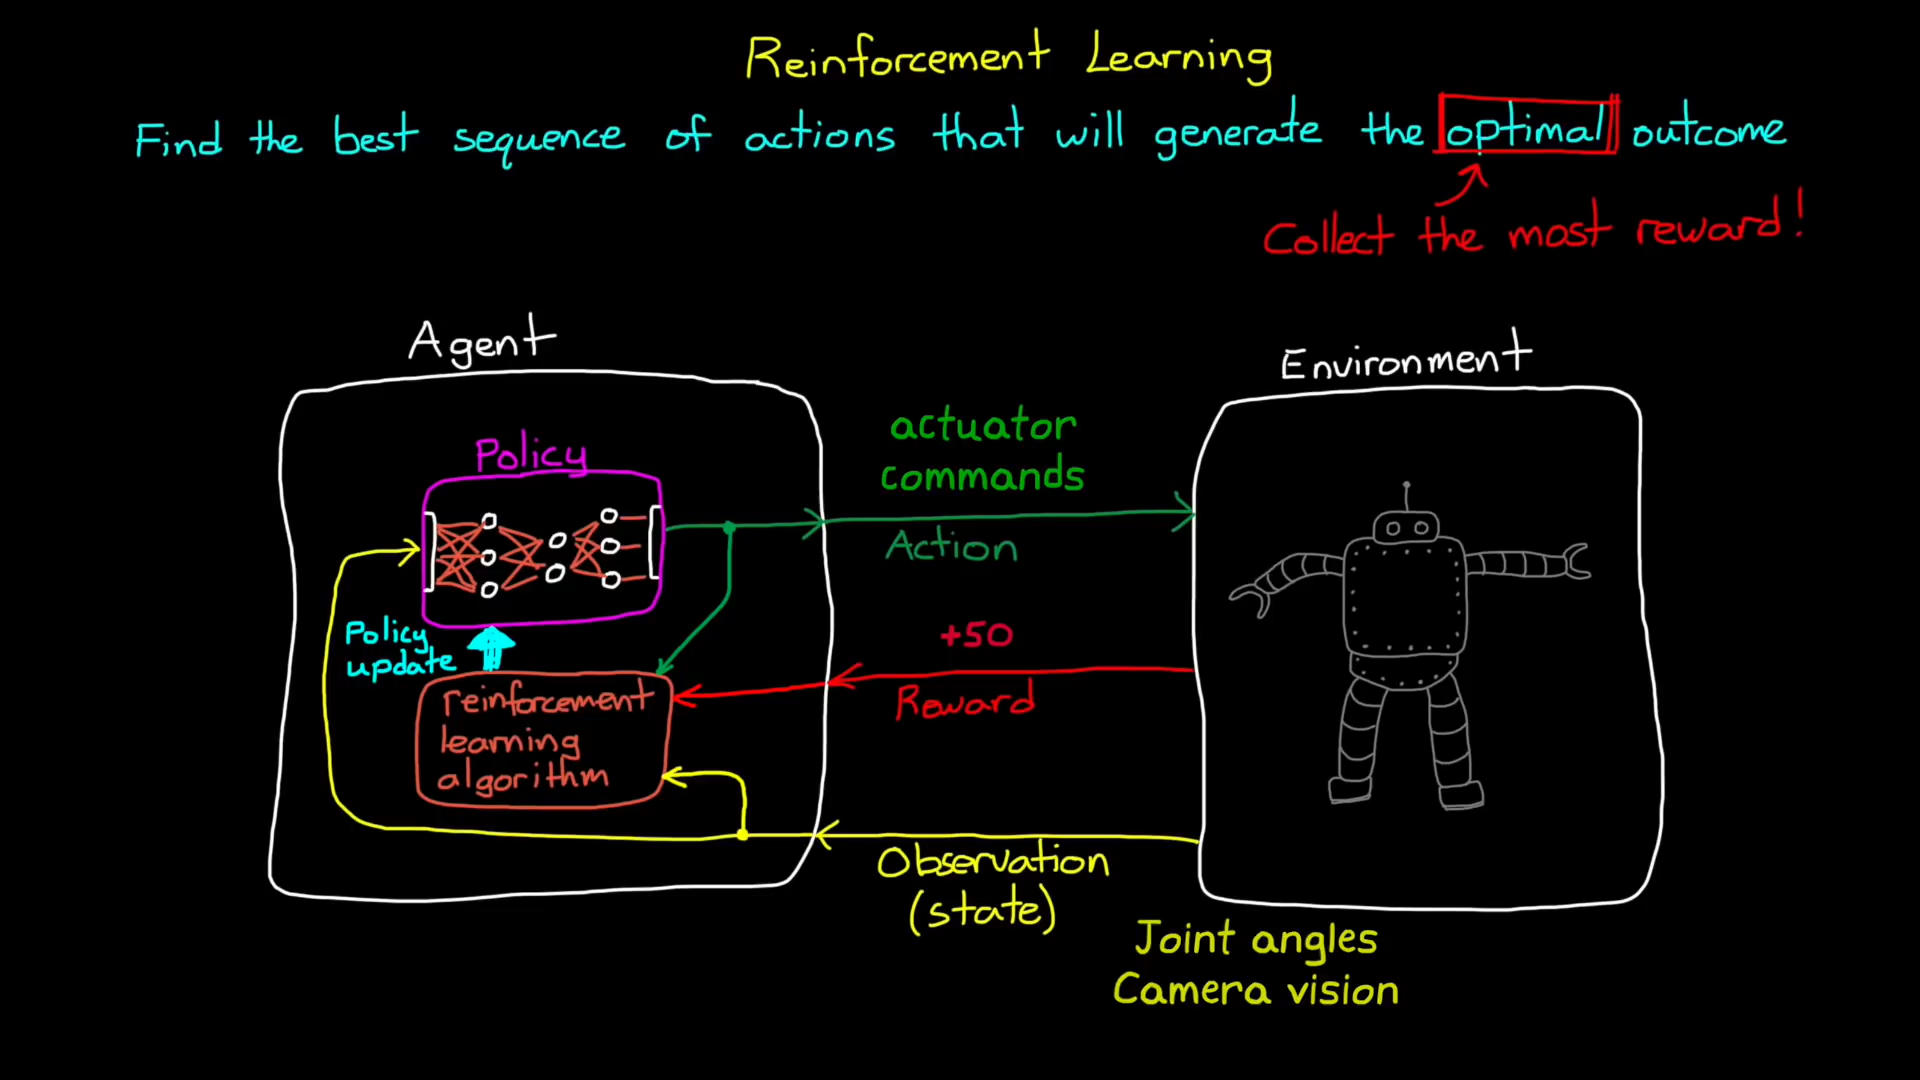 Reinforcement Learning
Find the best sequence of actions that will generate the optimal outcome
Collect the most reward!
Agent
Environment
Policy
actuator
commands
Action
Policy
update
+50
Reward
reinforcement
learning
algorithm
Observation
(state)
Joint angles
Camera vision